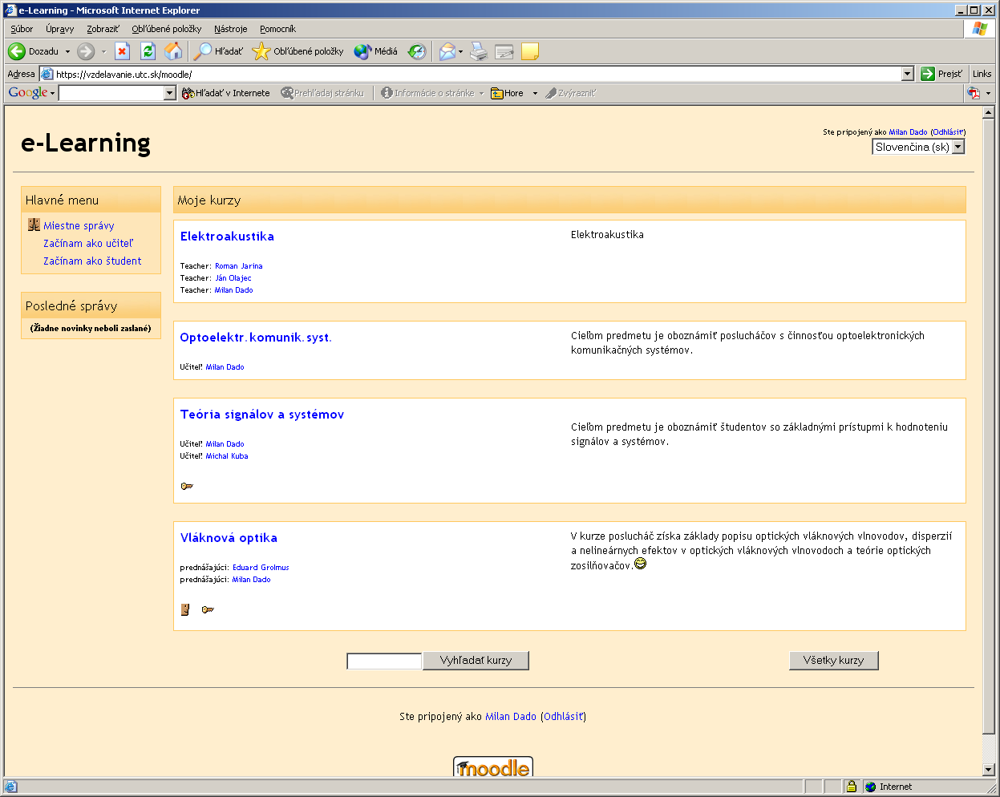 e-Learning - Microsoft Internet Explorer
Súbor Úpravy Zobraziť Obľúbené položky Nástroje Pomocník
Dozadu Hľadať Obľúbené položky Médiá
Adresa https://vzdelavanie.utc.sk/moodle/ Prejsť Links
Google Hľadať v Internete Prehľadaj stránku Informácie o stránke Hore Zvýrazniť
e-Learning
Ste pripojený ako Milan Dado (Odhlásiť)
Slovenčina (sk)
Hlavné menu
Miestne správy
Začínam ako učiteľ
Začínam ako študent
Posledné správy
(Žiadne novinky neboli zaslané)
Moje kurzy
Elektroakustika
Teacher: Roman Jarina
Teacher: Ján Olajec
Teacher: Milan Dado
Elektroakustika
Optoelektr.komunik.syst.
Učiteľ: Milan Dado
Cieľom predmetu je oboznámiť poslucháčov s činnosťou optoelektronických
komunikačných systémov.
Teória signálov a systémov
Učiteľ: Milan Dado
Učiteľ: Michal Kuba
Cieľom predmetu je oboznámiť študentov so základnými prístupmi k hodnoteniu
signálov a systémov.
Vláknová optika
prednášajúci: Eduard Grolmus
prednášajúci: Milan Dado
V kurze poslucháč získa základy popisu optických vláknových vlnovodov, disperzií
a nelineárnych efektov v optických vláknových vlnovodoch a teórie optických
zosilňovačov.
Vyhľadať kurzy
Všetky kurzy
Ste pripojený ako Milan Dado (Odhlásiť)
moodle
Internet